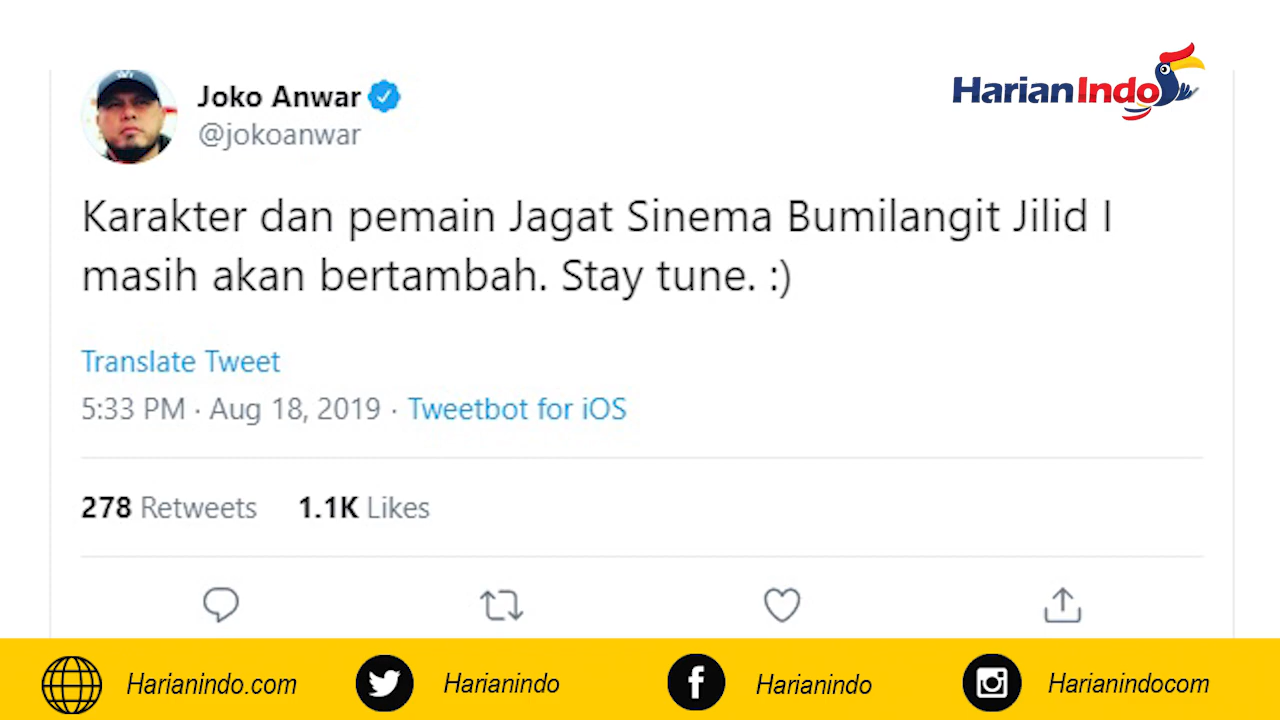 HarianIndo
Joko Anwar
@jokoanwar
Karakter dan pemain Jagat Sinema Bumilangit Jilid I
masih akan bertambah. Stay tune. :)
Translate Tweet
5:33 PM · Aug 18, 2019 · Tweetbot for iOS
278 Retweets 1.1K Likes
Harianindo.com Harianindo Harianindo Harianindocom